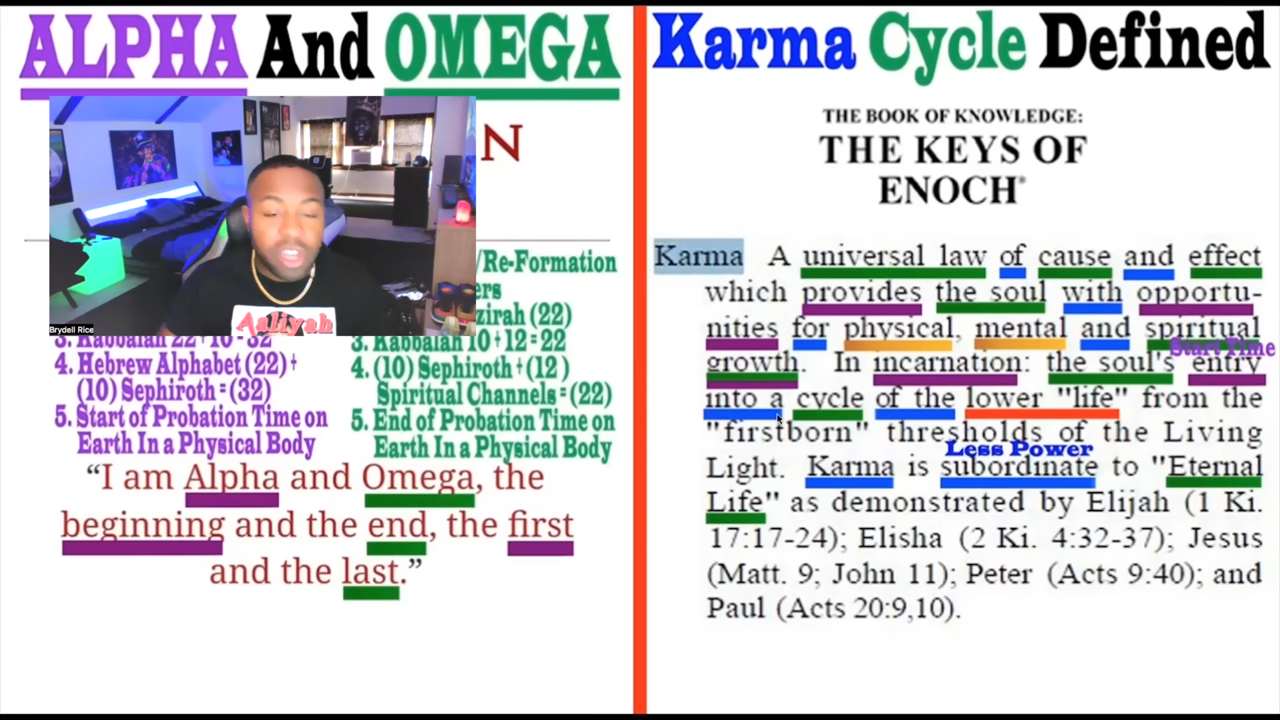 ALPHA And OMEGA
N
/Re-Formation
ers
zirah (22)
3. Kabbalah 22+10=32
4. Hebrew Alphabet (22)+
(10) Sephiroth=(32)
5. Start of Probation Time on
Earth In a Physical Body
3. Kabbalah 10+12=22
4. (10) Sephiroth+(12)
Spiritual Channels=(22)
5. End of Probation Time on
Earth In a Physical Body
“I am Alpha and Omega, the
beginning and the end, the first
and the last.”
Aaliyah
Brydell Rice
Karma Cycle Defined
THE BOOK OF KNOWLEDGE:
THE KEYS OF
ENOCH®
Karma A universal law of cause and effect
which provides the soul with opportu-
nities for physical, mental and spiritual
Start Time
growth. In incarnation: the soul's entry
into a cycle of the lower "life" from the
"firstborn" thresholds of the Living
Less Power
Light. Karma is subordinate to "Eternal
Life" as demonstrated by Elijah (1 Ki.
17:17-24); Elisha (2 Ki. 4:32-37); Jesus
(Matt. 9; John 11); Peter (Acts 9:40); and
Paul (Acts 20:9,10).